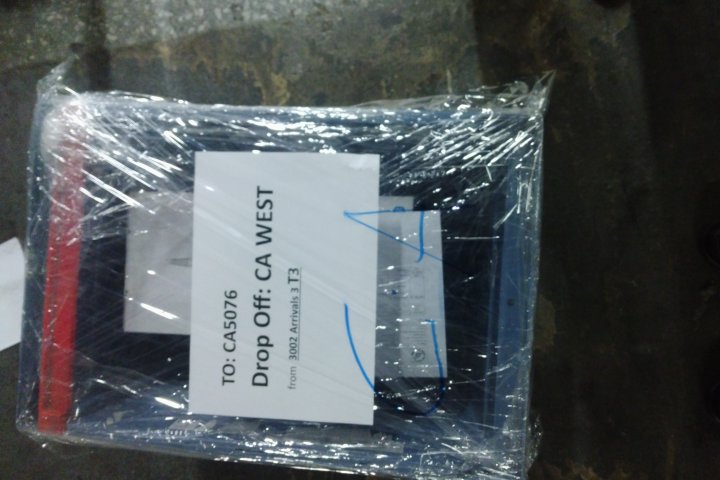 TO: CA5076
Drop Off: CA WEST
from 3002 Arrivals 3 T3